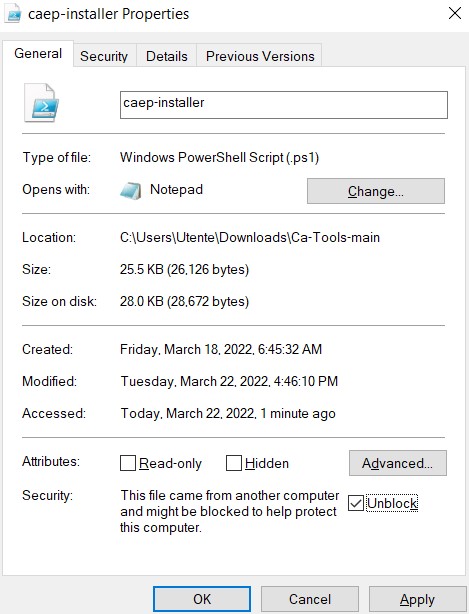 caep-installer Properties
General Security Details Previous Versions
caep-installer
Type of file: Windows PowerShell Script (.ps1)
Opens with: Notepad Change...
Location: C:\Users\Utente\Downloads\Ca-Tools-main
Size: 25.5 KB (26,126 bytes)
Size on disk: 28.0 KB (28,672 bytes)
Created: Friday, March 18, 2022, 6:45:32 AM
Modified: Tuesday, March 22, 2022, 4:46:10 PM
Accessed: Today, March 22, 2022, 1 minute ago
Attributes: Read-only Hidden Advanced...
Security: This file came from another computer
and might be blocked to help protect
this computer.
Unblock
OK Cancel Apply